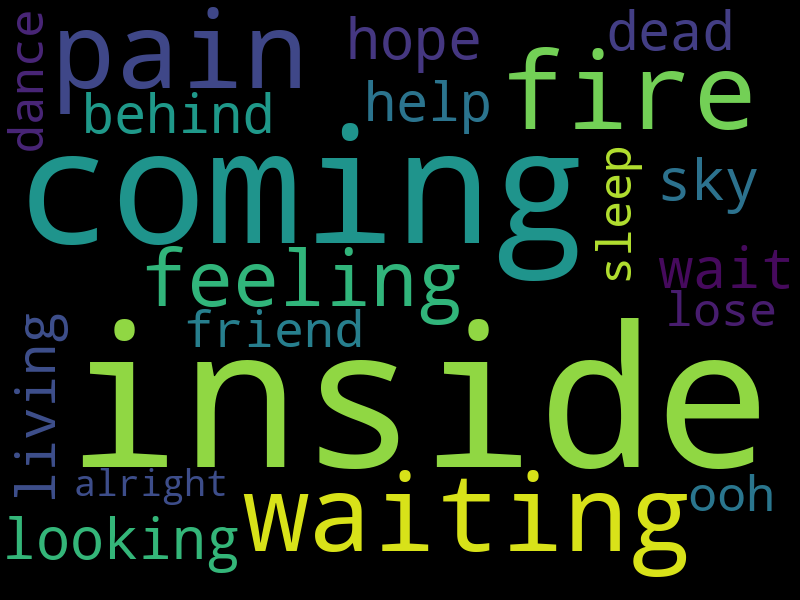 dance
pain
hope
dead
behind
help
fire
coming
sleep
sky
feeling
wait
lose
friend
living
inside
alright
waiting
ooh
looking